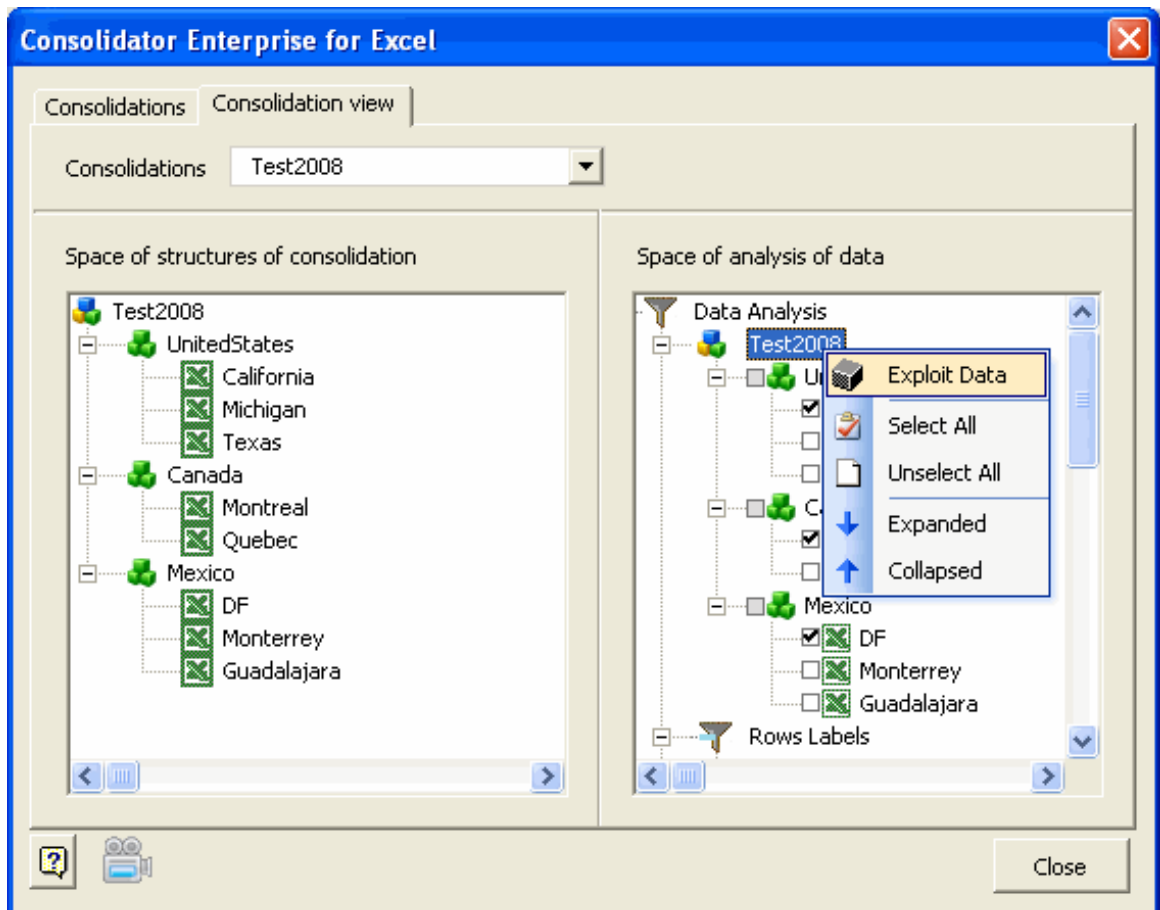 Consolidator Enterprise for Excel
Consolidations
Consolidation view
Consolidations
Test2008
Space of structures of consolidation
Test2008
UnitedStates
California
Michigan
Texas
Canada
Montreal
Quebec
Mexico
DF
Monterrey
Guadalajara
Space of analysis of data
Data Analysis
Test2008
Mexico
DF
Monterrey
Guadalajara
Rows Labels
Exploit Data
Select All
Unselect All
Expanded
Collapsed
Close